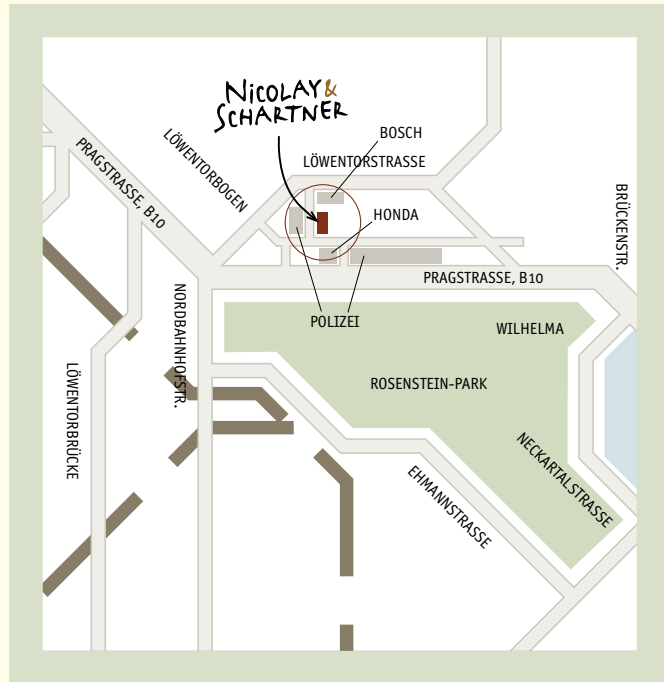 NiCOLAY&
SCHARTNER
BOSCH
LÖWENTORSTRASSE
PRAGSTRASSE, B10
LÖWENTORBOGEN
HONDA
BRÜCKENSTR.
PRAGSTRASSE, B10
NORDBAHNHOFSTR.
POLIZEI
WILHELMA
LÖWENTORBRÜCKE
ROSENSTEIN-PARK
NECKARTALSTRASSE
EHMANNSTRASSE